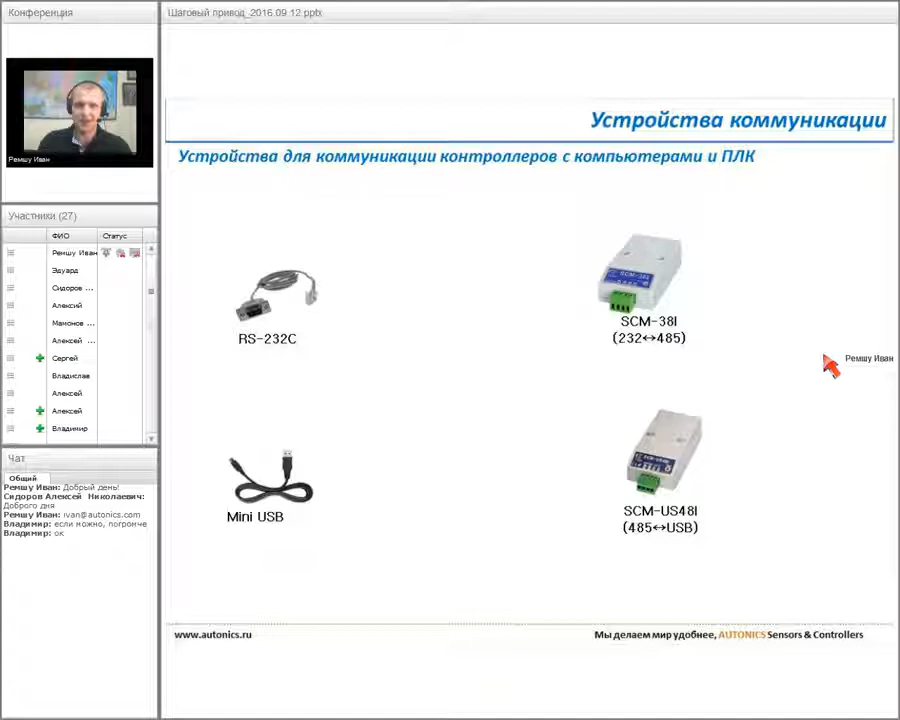 Конференция
Ремшу Иван
Участники (27)
ФИО Статус
Ремшу Иван
Эдуард
Сидоров ...
Алексий
Мамонов ...
Алексей ...
Сергей
Владислав
Алексей
Алексей
Владимир
Чат
Общий
Ремшу Иван: Добрый день!
Сидоров Алексей Николаевич:
Доброго дня
Ремшу Иван: ivan@autonics.com
Владимир: если можно, погромче
Владимир: ок
Шаговый привод_2016 09 12.pptx
Устройства коммуникации
Устройства для коммуникации контроллеров с компьютерами и ПЛК
RS-232C
SCM-38I
SCM-38I
(232↔485)
Ремшу Иван
Mini USB
SCM-US48I
(485↔USB)
www.autonics.ru
Мы делаем мир удобнее, AUTONICS Sensors & Controllers